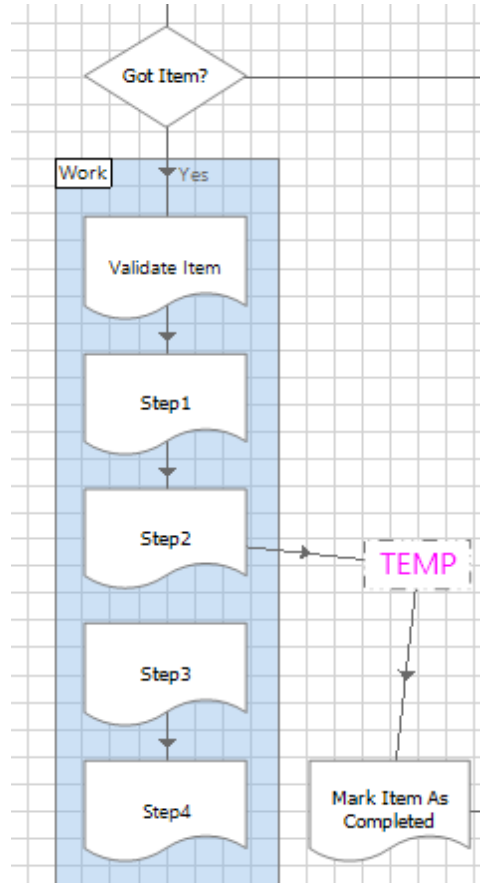 Got Item?
Work
Yes
Validate Item
Step1
Step2
TEMP
Step3
Step4
Mark Item As
Completed